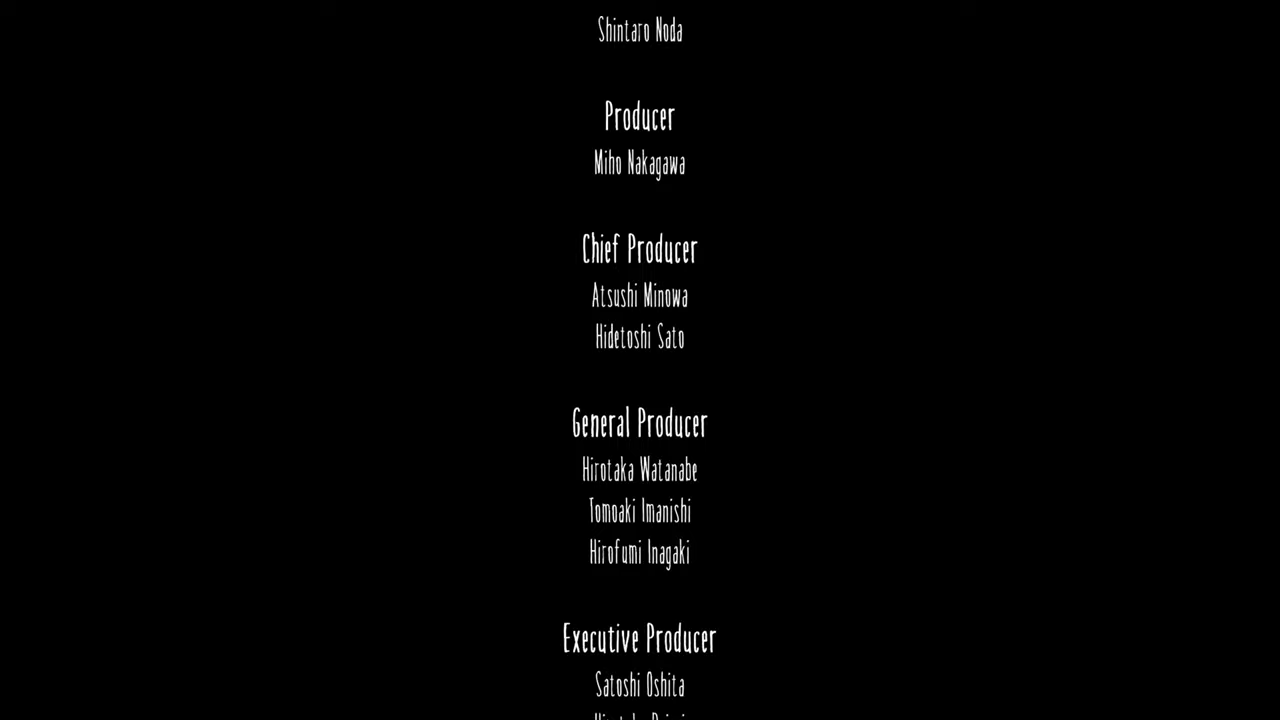 Shintaro Noda
Producer
Miho Nakagawa
Chief Producer
Atsushi Minowa
Hidetoshi Sato
General Producer
Hirotaka Watanabe
Tomoaki Imanishi
Hirofumi Inagaki
Executive Producer
Satoshi Oshita